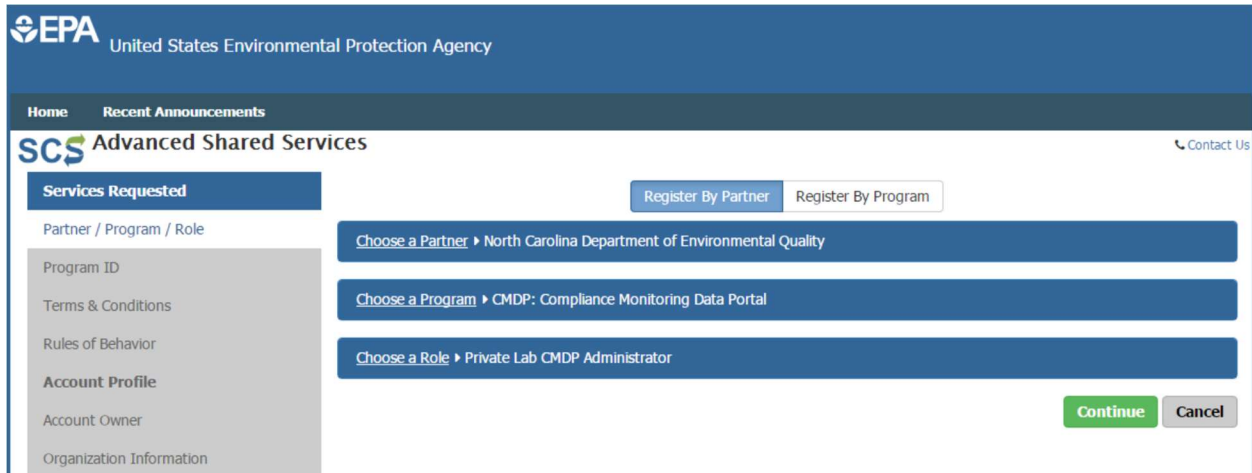 EPA United States Environmental Protection Agency
Home Recent Announcements
SCS Advanced Shared Services
Contact Us
Services Requested
Partner / Program / Role
Program ID
Terms & Conditions
Rules of Behavior
Account Profile
Account Owner
Organization Information
Register By Partner Register By Program
Choose a Partner ▸ North Carolina Department of Environmental Quality
Choose a Program ▸ CMDP: Compliance Monitoring Data Portal
Choose a Role ▸ Private Lab CMDP Administrator
Continue Cancel